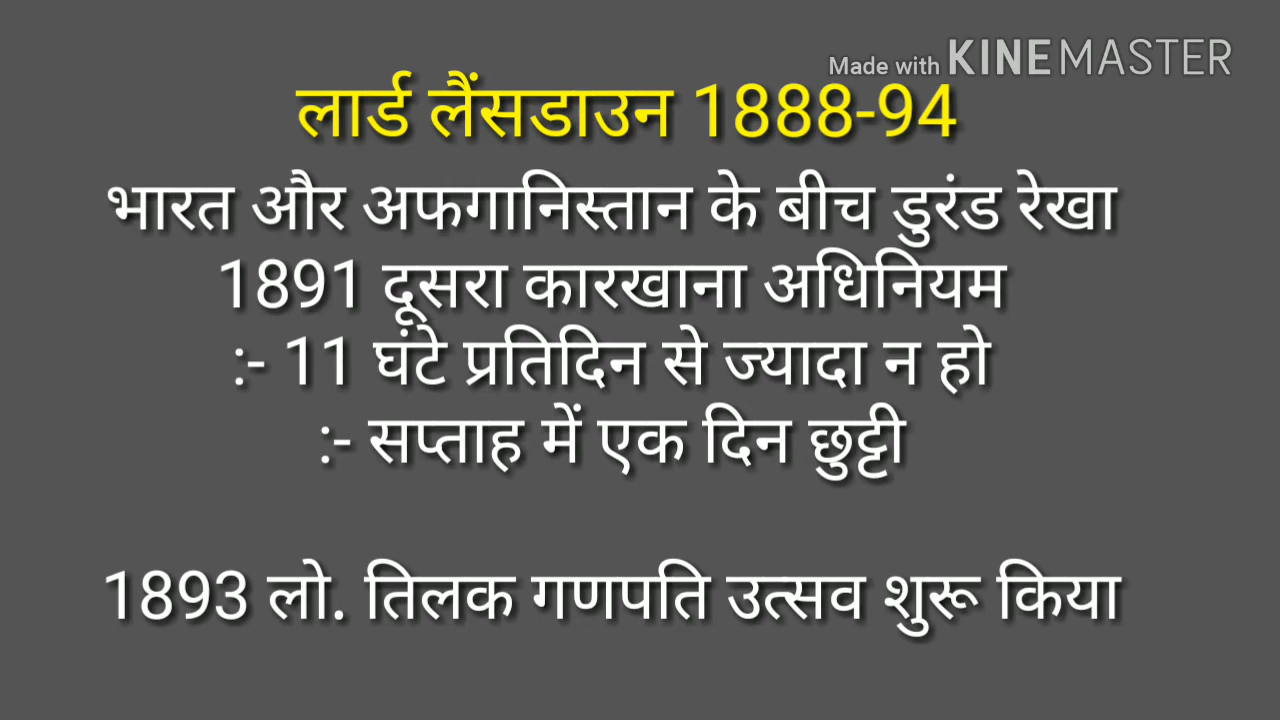 Made with KINEMASTER
लार्ड लैंसडाउन 1888-94
भारत और अफगानिस्तान के बीच डुरंड रेखा
1891 दूसरा कारखाना अधिनियम
:- 11 घंटे प्रतिदिन से ज्यादा न हो
:- सप्ताह में एक दिन छुट्टी
1893 लो. तिलक गणपति उत्सव शुरू किया